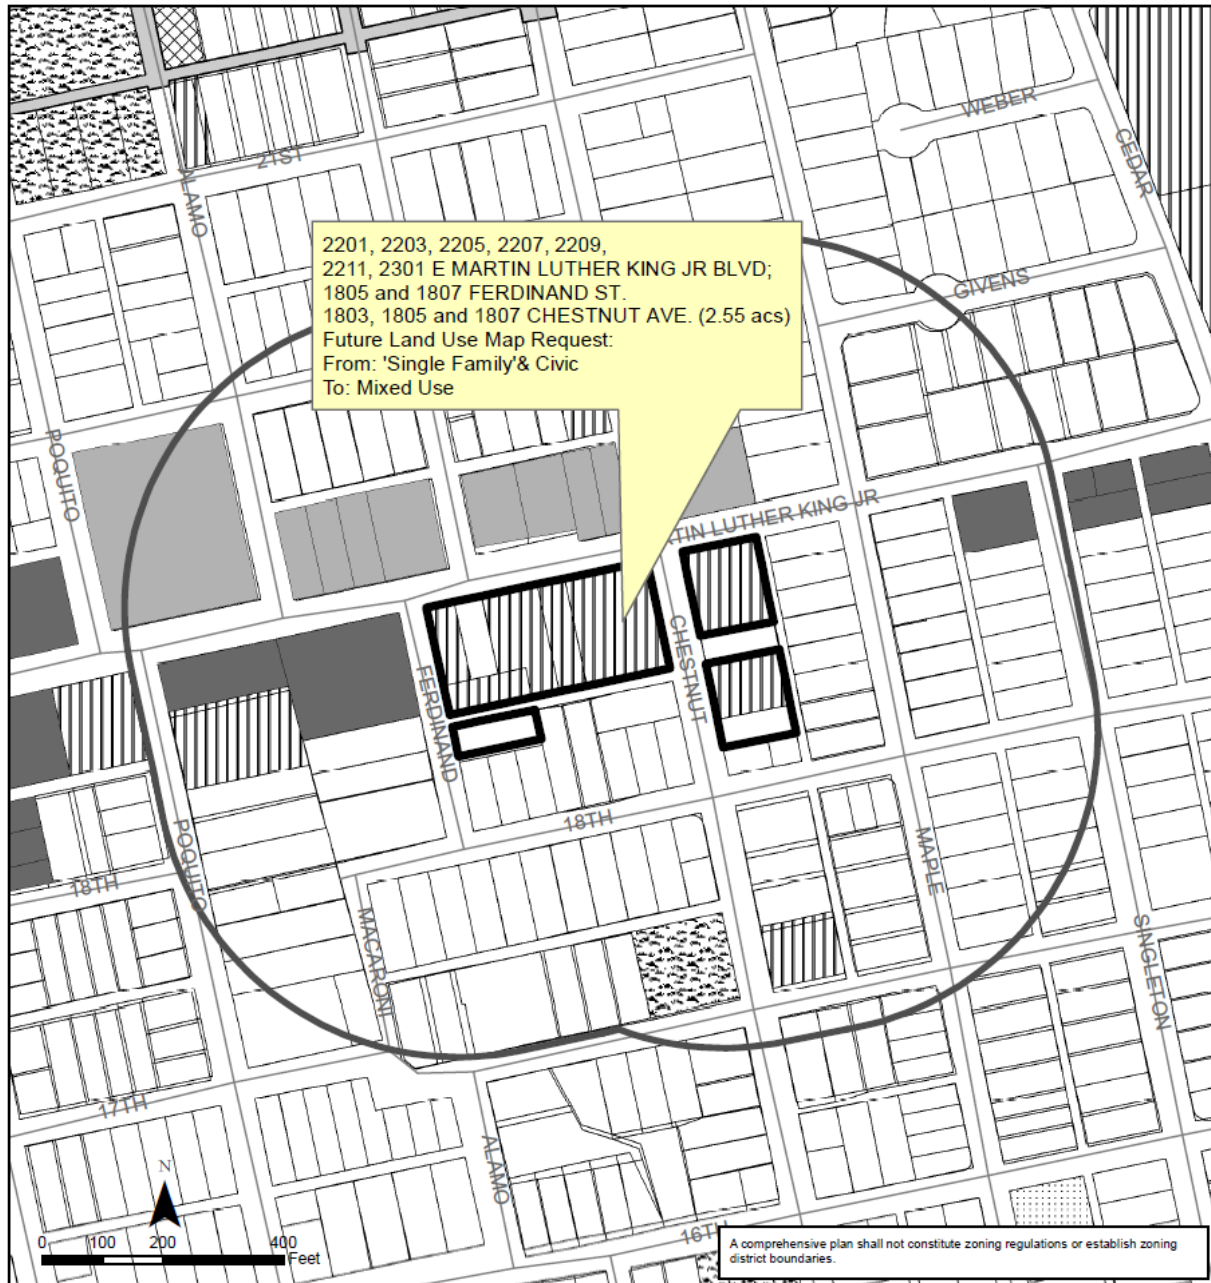 WEBER
CEDAR
21ST
ALAMO
2201, 2203, 2205, 2207, 2209,
2211, 2301 E MARTIN LUTHER KING JR BLVD;
1805 and 1807 FERDINAND ST.
1803, 1805 and 1807 CHESTNUT AVE. (2.55 acs)
Future Land Use Map Request:
From: 'Single Family'& Civic
To: Mixed Use
GIVENS
POQUITO
TIN LUTHER KING JR
FERDINAND
CHESTNUT
18TH
MAPLE
POQUITO
18TH
MACARONI
SINGLETON
17TH
ALAMO
16TH
N
0 100 200 400
Feet
A comprehensive plan shall not constitute zoning regulations or establish zoning
district boundaries.